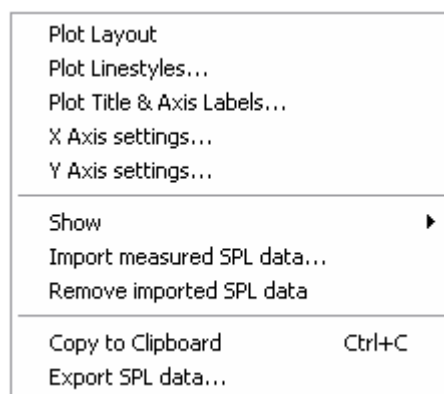 Plot Layout
Plot Linestyles...
Plot Title & Axis Labels...
X Axis settings...
Y Axis settings...
Show
Import measured SPL data...
Remove imported SPL data
Copy to Clipboard Ctrl+C
Export SPL data...